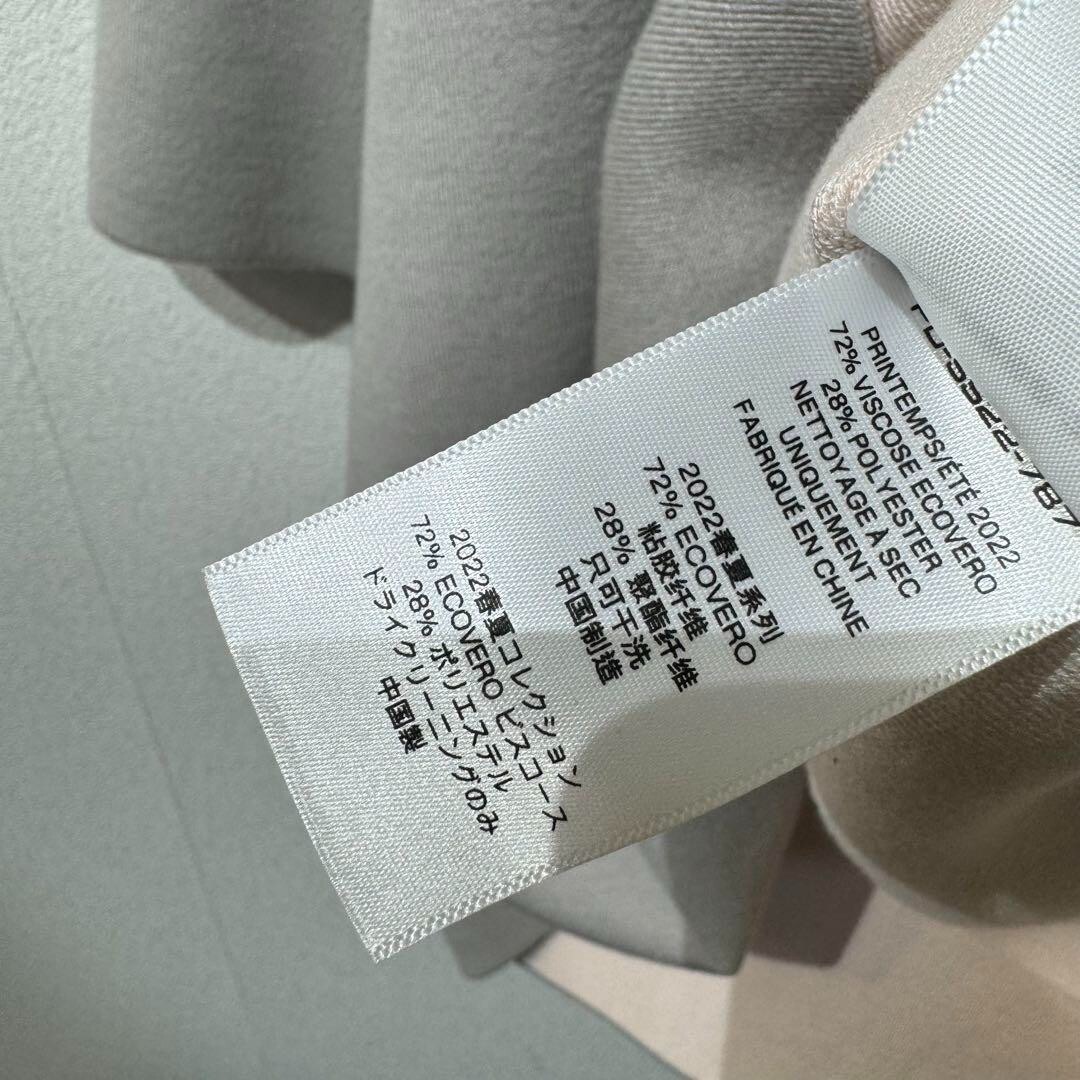 PRINTEMPS/ÉTÉ 2022
72% VISCOSE ECOVERO
28% POLYESTER
NETTOYAGE A SEC
UNIQUEMENT
FABRIQUÉ EN CHINE
2022春夏系列
72% ECOVERO
粘胶纤维
28% 聚酯纤维
只可干洗
中国制造
2022春夏コレクション
72% ECOVERO ビスコース
28% ポリエステル
ドライクリーニングのみ
中国製